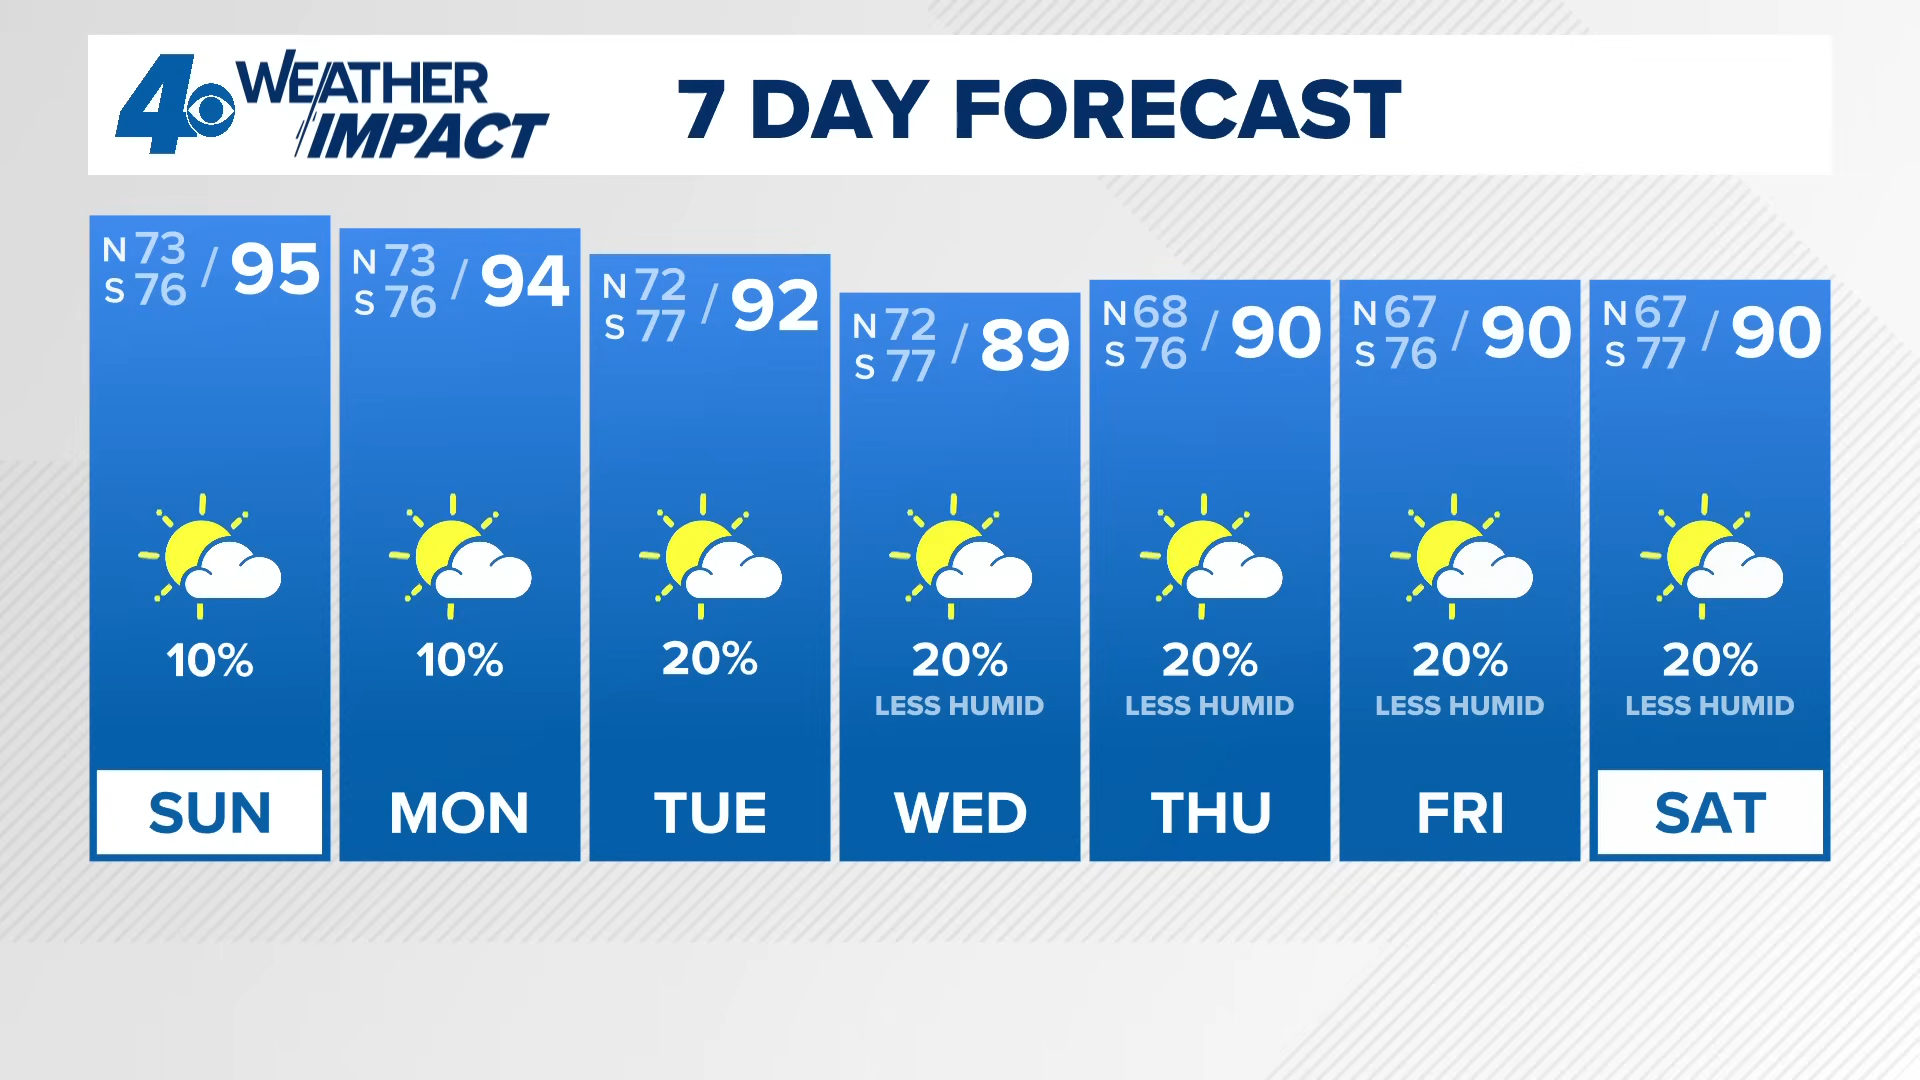 4 WEATHER
IMPACT
7 DAY FORECAST
N 73
S 76 / 95
10%
SUN
N 73
S 76 / 94
10%
MON
N 72
S 77 / 92
20%
TUE
N 72
S 77 / 89
20%
LESS HUMID
WED
N 68
S 76 / 90
20%
LESS HUMID
THU
N 67
S 76 / 90
20%
LESS HUMID
FRI
N 67
S 77 / 90
20%
LESS HUMID
SAT